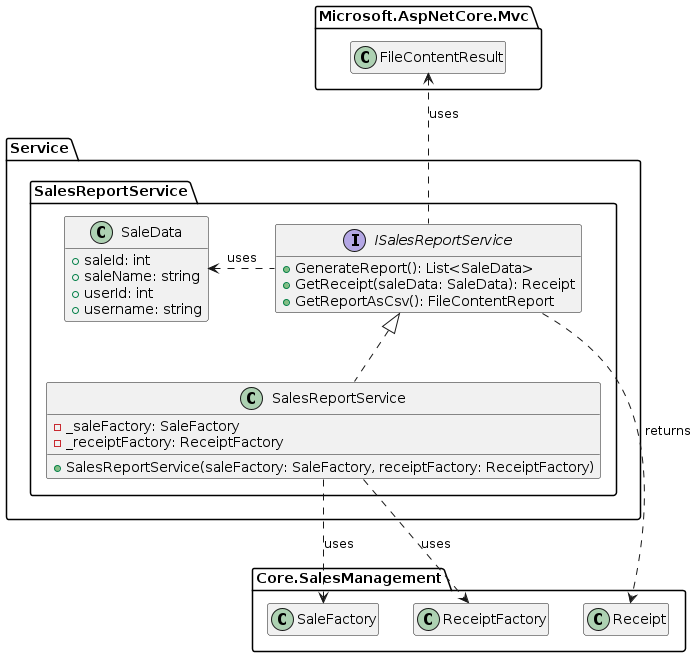 Microsoft.AspNetCore.Mvc
C FileContentResult
uses
Service
SalesReportService
C SaleData
saleId: int
saleName: string
userId: int
username: string
uses
I ISalesReportService
GenerateReport(): List<SaleData>
GetReceipt(saleData: SaleData): Receipt
GetReportAsCsv(): FileContentReport
C SalesReportService
_saleFactory: SaleFactory
_receiptFactory: ReceiptFactory
SalesReportService(saleFactory: SaleFactory, receiptFactory: ReceiptFactory)
returns
uses
uses
Core.SalesManagement
C SaleFactory
C ReceiptFactory
C Receipt